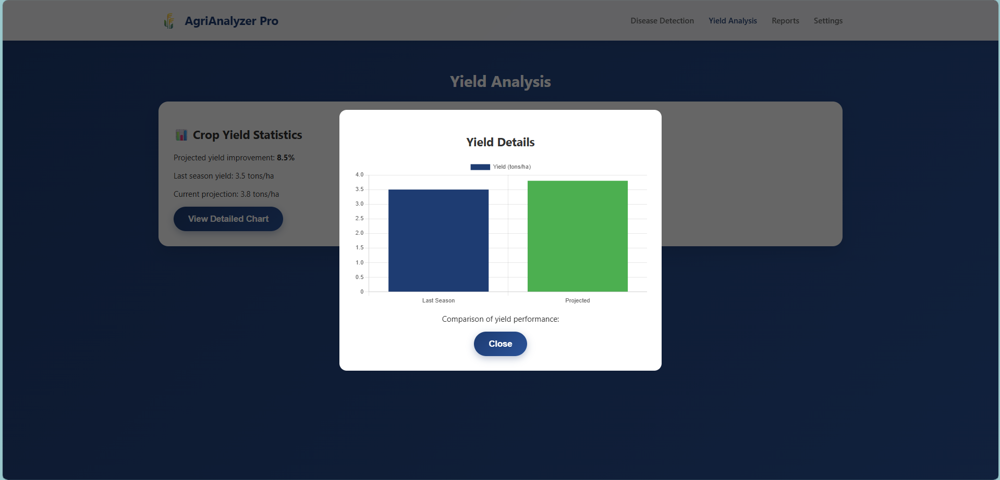 AgriAnalyzer Pro
Disease Detection
Yield Analysis
Reports
Settings
Yield Analysis
Crop Yield Statistics
Projected yield improvement: 8.5%
Last season yield: 3.5 tons/ha
Current projection: 3.8 tons/ha
View Detailed Chart
Yield Details
Yield (tons/ha)
4.0
3.5
3.0
2.5
2.0
1.5
1.0
0.5
0
Last Season
Projected
Comparison of yield performance:
Close